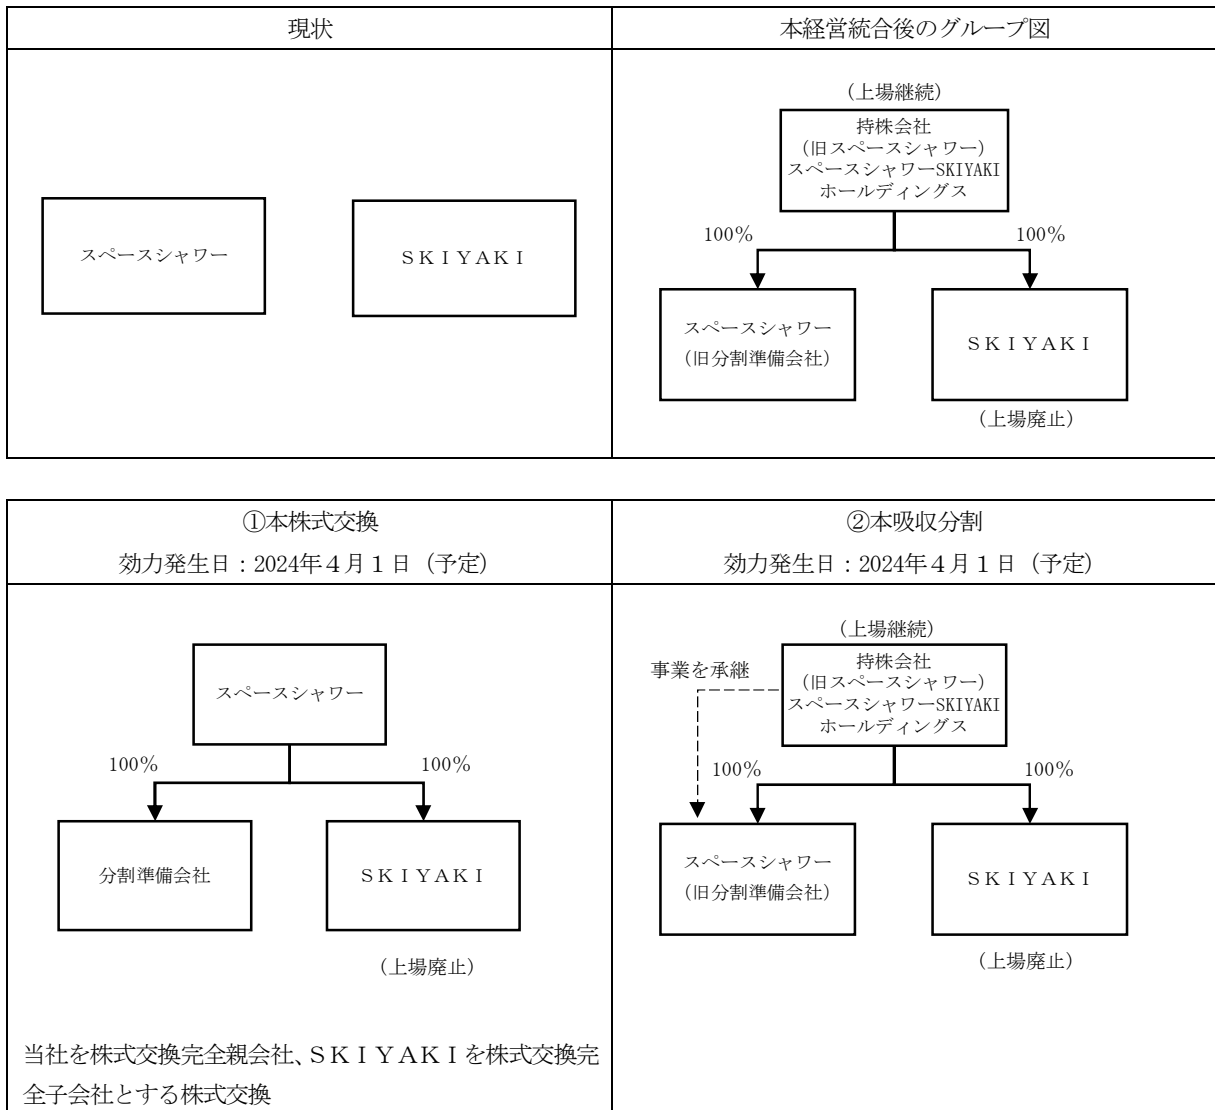 現状
本経営統合後のグループ図
スペースシャワー
ＳＫＩＹＡＫＩ
（上場継続）
持株会社
（旧スペースシャワー）
スペースシャワーSKIYAKI
ホールディングス
100％
100％
スペースシャワー
（旧分割準備会社）
ＳＫＩＹＡＫＩ
（上場廃止）
①本株式交換
効力発生日：2024年４月１日（予定）
スペースシャワー
100％
100％
分割準備会社
ＳＫＩＹＡＫＩ
（上場廃止）
当社を株式交換完全親会社、ＳＫＩＹＡＫＩを株式交換完
全子会社とする株式交換
②本吸収分割
効力発生日：2024年４月１日（予定）
（上場継続）
事業を承継
持株会社
（旧スペースシャワー）
スペースシャワーSKIYAKI
ホールディングス
100％
100％
スペースシャワー
（旧分割準備会社）
ＳＫＩＹＡＫＩ
（上場廃止）